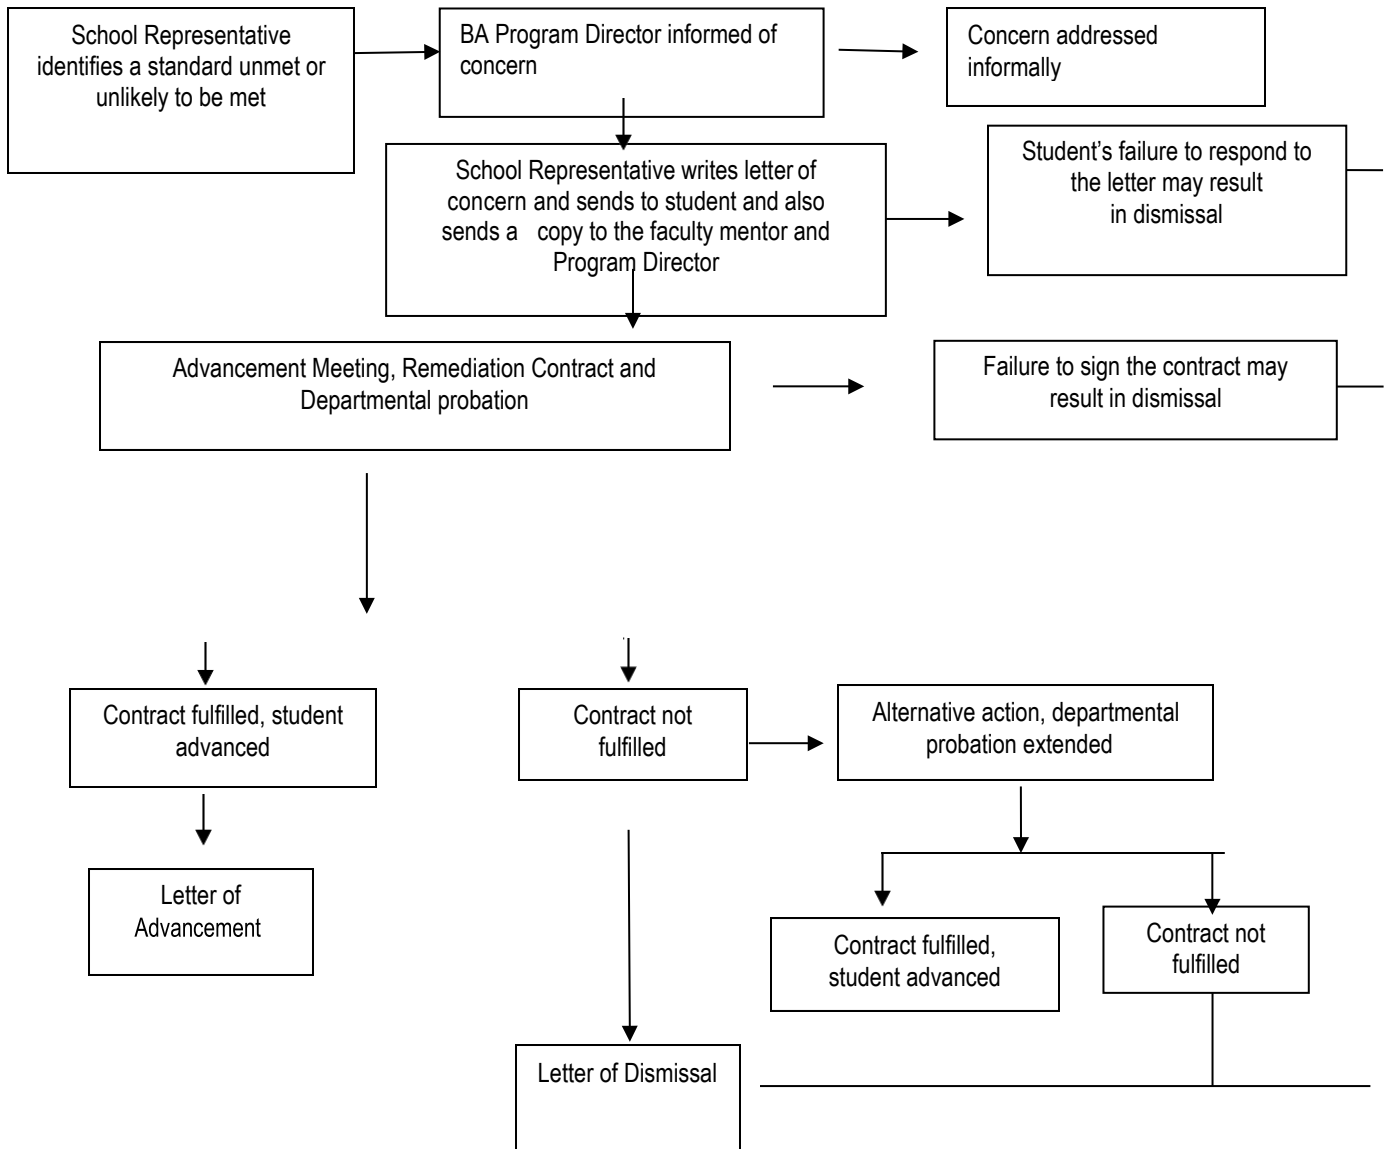 School Representative
identifies a standard unmet or
unlikely to be met
BA Program Director informed of
concern
Concern addressed
informally
School Representative writes letter of
concern and sends to student and also
sends a copy to the faculty mentor and
Program Director
Student's failure to respond to
the letter may result
in dismissal
Advancement Meeting, Remediation Contract and
Departmental probation
Failure to sign the contract may
result in dismissal
Contract fulfilled, student
advanced
Contract not
fulfilled
Alternative action, departmental
probation extended
Letter of
Advancement
Contract fulfilled,
student advanced
Contract not
fulfilled
Letter of Dismissal